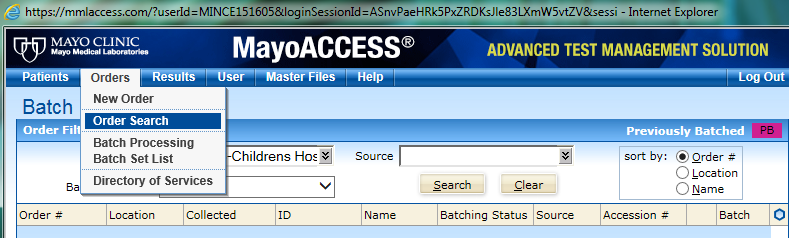 https://mmlaccess.com/?userId=MINCE151605&loginSessionId=ASnvPaeHRk5PxZRDKsJle83LXmW5vtZV&sessi - Internet Explorer
MAYO CLINIC
Mayo Medical Laboratories
MayoACCESS®
ADVANCED TEST MANAGEMENT SOLUTION
Patients Orders Results User Master Files Help Log Out
New Order
Order Search
Batch Processing
Batch Set List
Directory of Services
Batch
Order Filt
Previously Batched PB
-Childrens Hos
Source
sort by: Order #
Location
Name
Ba
Search Clear
Order # Location Collected ID Name Batching Status Source Accession # Batch